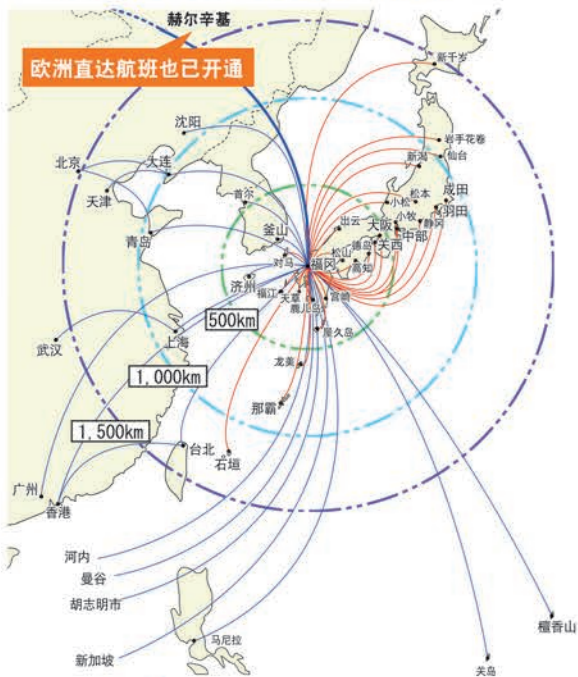 赫尔辛基
欧洲直达航班也已开通
新千岁
沈阳
岩手花卷
仙台
新潟
北京
大连
天津
首尔
成田
羽田
松本
小松
小牧
静冈
中部
出云
大阪
关西
青岛
釜山
德岛
对马
福冈
松山
高知
济州
福江
天草
鹿儿岛
宫崎
屋久岛
500km
武汉
上海
龙美
1,000km
那霸
1,500km
台北
石垣
广州
香港
河内
曼谷
胡志明市
马尼拉
新加坡
檀香山
关岛